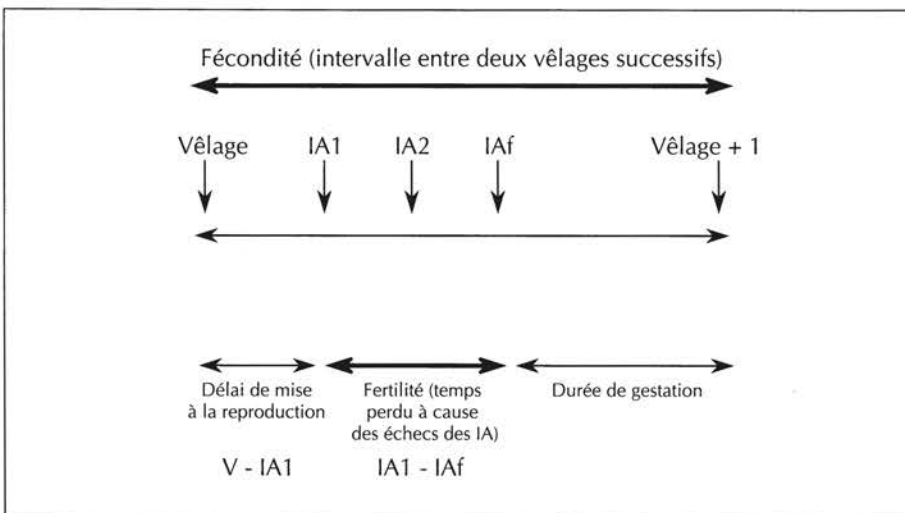 Fécondité (intervalle entre deux vêlages successifs)
Vêlage IA1 IA2 IAf Vêlage + 1
Délai de mise
à la reproduction
Fertilité (temps
perdu à cause
des échecs des IA)
Durée de gestation
V - IA1 IA1 - IAf